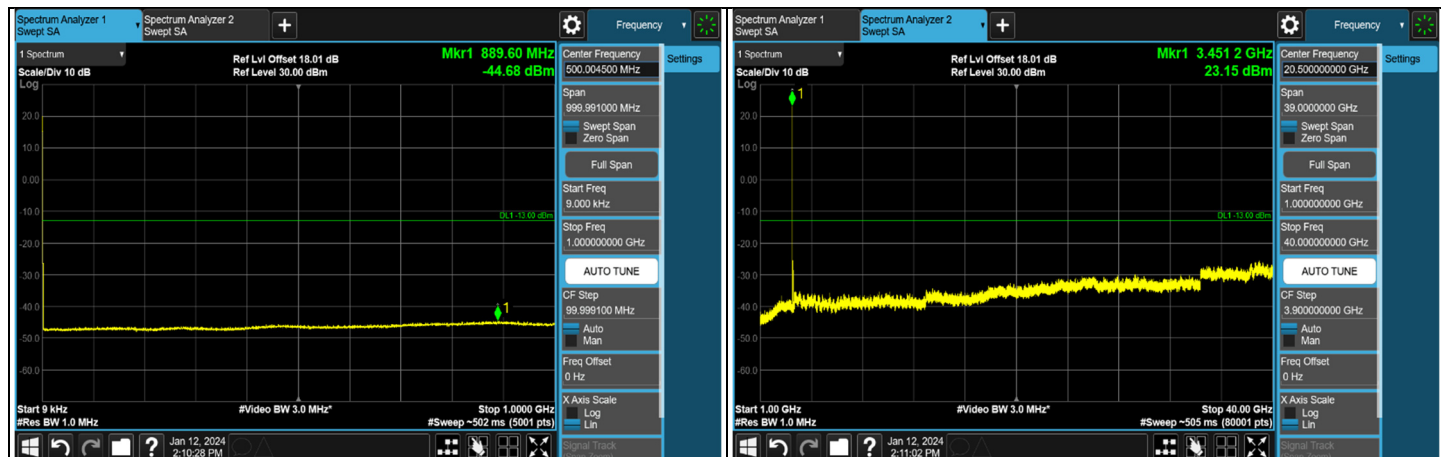 Spectrum Analyzer 1
Swept SA
Spectrum Analyzer 2
Swept SA
+
Frequency
1 Spectrum
Scale/Div 10 dB
Ref Lvl Offset 18.01 dB
Ref Level 30.00 dBm
Mkr1 889.60 MHz
-44.68 dBm
Log
20.0
10.0
0.00
-10.0
-20.0
-30.0
-40.0
-50.0
-60.0
1
DL1 -13.00 dBm
Start 9 kHz
#Res BW 1.0 MHz
#Video BW 3.0 MHz*
Stop 1.0000 GHz
#Sweep ~502 ms (5001 pts)
Center Frequency
500.004500 MHz
Settings
Span
999.991000 MHz
Swept Span
Zero Span
Full Span
Start Freq
9.000 kHz
Stop Freq
1.000000000 GHz
AUTO TUNE
CF Step
99.999100 MHz
Auto
Man
Freq Offset
0 Hz
X Axis Scale
Log
Lin
Signal Track
?
Jan 12, 2024
2:10:28 PM
Spectrum Analyzer 1
Swept SA
Spectrum Analyzer 2
Swept SA
+
Frequency
1 Spectrum
Scale/Div 10 dB
Ref Lvl Offset 18.01 dB
Ref Level 30.00 dBm
Mkr1 3.451 2 GHz
23.15 dBm
Log
20.0
10.0
0.00
-10.0
-20.0
-30.0
-40.0
-50.0
-60.0
1
DL1 -13.00 dBm
Start 1.00 GHz
#Res BW 1.0 MHz
#Video BW 3.0 MHz*
Stop 40.00 GHz
#Sweep ~505 ms (80001 pts)
Center Frequency
20.500000000 GHz
Settings
Span
39.0000000 GHz
Swept Span
Zero Span
Full Span
Start Freq
1.000000000 GHz
Stop Freq
40.000000000 GHz
AUTO TUNE
CF Step
3.900000000 GHz
Auto
Man
Freq Offset
0 Hz
X Axis Scale
Log
Lin
Signal Track
?
Jan 12, 2024
2:11:02 PM